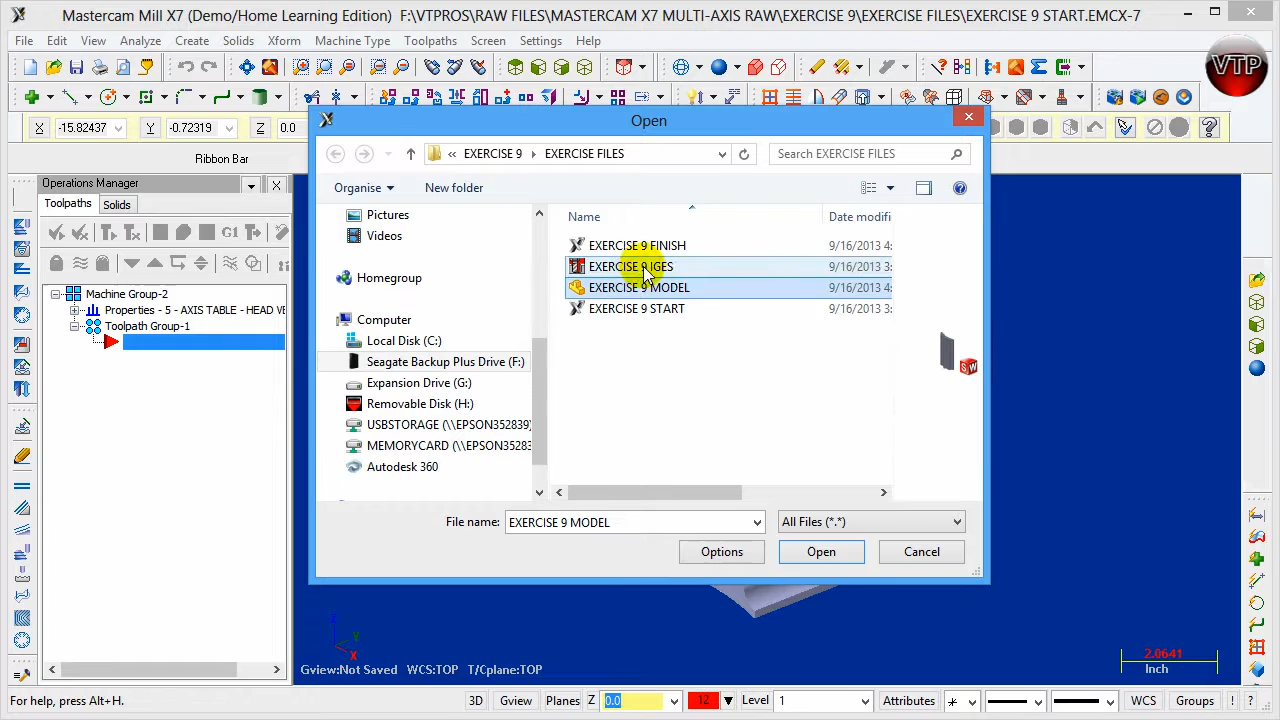 Mastercam Mill X7 (Demo/Home Learning Edition) F:\VTPROS\RAW FILES\MASTERCAM X7 MULTI-AXIS RAW\EXERCISE 9\EXERCISE FILES\EXERCISE 9 START.EMCX-7
File Edit View Analyze Create Solids Xform Machine Type Toolpaths Screen Settings Help
VTP
G1
X -15.82437 Y -0.72319 Z 0.0
Open
Ribbon Bar
« EXERCISE 9 EXERCISE FILES Search EXERCISE FILES
Operations Manager
Organise New folder
Toolpaths Solids
Pictures
Videos
Homegroup
Computer
Local Disk (C:)
Seagate Backup Plus Drive (F:)
Expansion Drive (G:)
Removable Disk (H:)
USBSTORAGE (\\EPSON352839)
MEMORYCARD (\\EPSON3528
Autodesk 360
Name Date modifi
EXERCISE 9 FINISH 9/16/2013 4:
EXERCISE 9 IGES 9/16/2013 3:
EXERCISE 9 MODEL 9/16/2013 4:
EXERCISE 9 START 9/16/2013 3:
SW
Machine Group-2
Properties - 5 - AXIS TABLE - HEAD VE
Toolpath Group-1
File name: EXERCISE 9 MODEL All Files (*.*)
Options Open Cancel
Z
Y
X
Gview:Not Saved WCS:TOP T/Cplane:TOP
2.0641
Inch
For help, press Alt+H. 3D Gview Planes Z 0.0 12 Level 1 Attributes WCS Groups ! ?